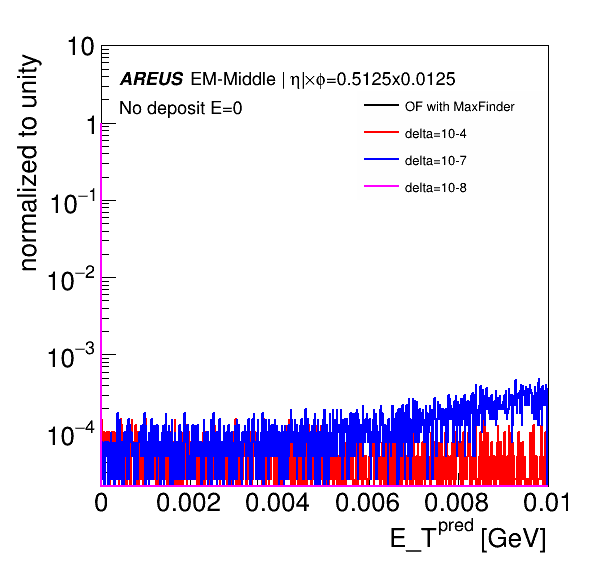 10
1
10−1
10−2
10−3
10−4
normalized to unity
AREUS EM-Middle | η|×ϕ=0.5125x0.0125
No deposit E=0
OF with MaxFinder
delta=10-4
delta=10-7
delta=10-8
0 0.002 0.004 0.006 0.008 0.01
E_Tpred [GeV]